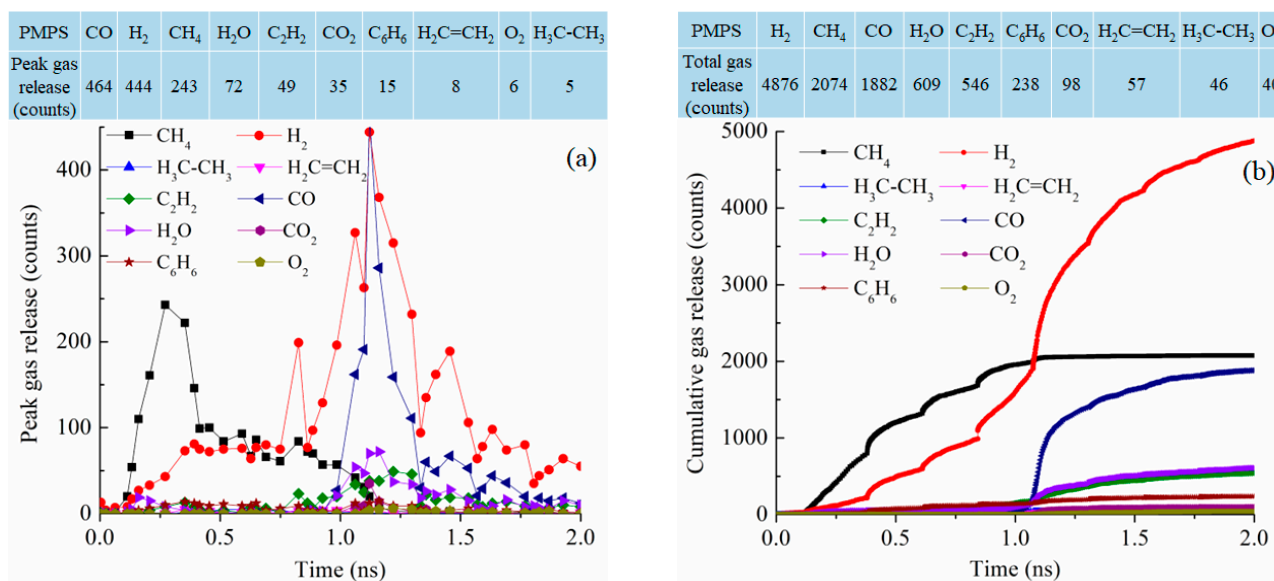 PMPS CO H₂ CH₄ H₂O C₂H₂ CO₂ C₆H₆ H₂C=CH₂ O₂ H₃C-CH₃
Peak gas
release
(counts)
464 444 243 72 49 35 15 8 6 5
(a)
CH₄ H₂
H₃C-CH₃ H₂C=CH₂
C₂H₂ CO
H₂O CO₂
C₆H₆ O₂
Peak gas release (counts)
400
300
200
100
0
0.0 0.5 1.0 1.5 2.0
Time (ns)
PMPS H₂ CH₄ CO H₂O C₂H₂ C₆H₆ CO₂ H₂C=CH₂ H₃C-CH₃
Total gas
release
(counts)
4876 2074 1882 609 546 238 98 57 46
(b)
CH₄ H₂
H₃C-CH₃ H₂C=CH₂
C₂H₂ CO
H₂O CO₂
C₆H₆ O₂
Cumulative gas release (counts)
5000
4000
3000
2000
1000
0
0.0 0.5 1.0 1.5 2.0
Time (ns)